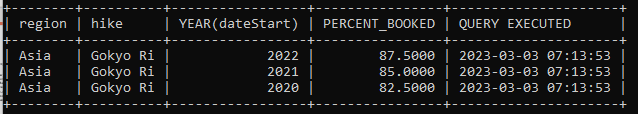 +--------+----------+-----------------+----------------+---------------------+
| region | hike | YEAR(dateStart) | PERCENT_BOOKED | QUERY EXECUTED |
+--------+----------+-----------------+----------------+---------------------+
| Asia | Gokyo Ri | 2022 | 87.5000 | 2023-03-03 07:13:53 |
| Asia | Gokyo Ri | 2021 | 85.0000 | 2023-03-03 07:13:53 |
| Asia | Gokyo Ri | 2020 | 82.5000 | 2023-03-03 07:13:53 |
+--------+----------+-----------------+----------------+---------------------+